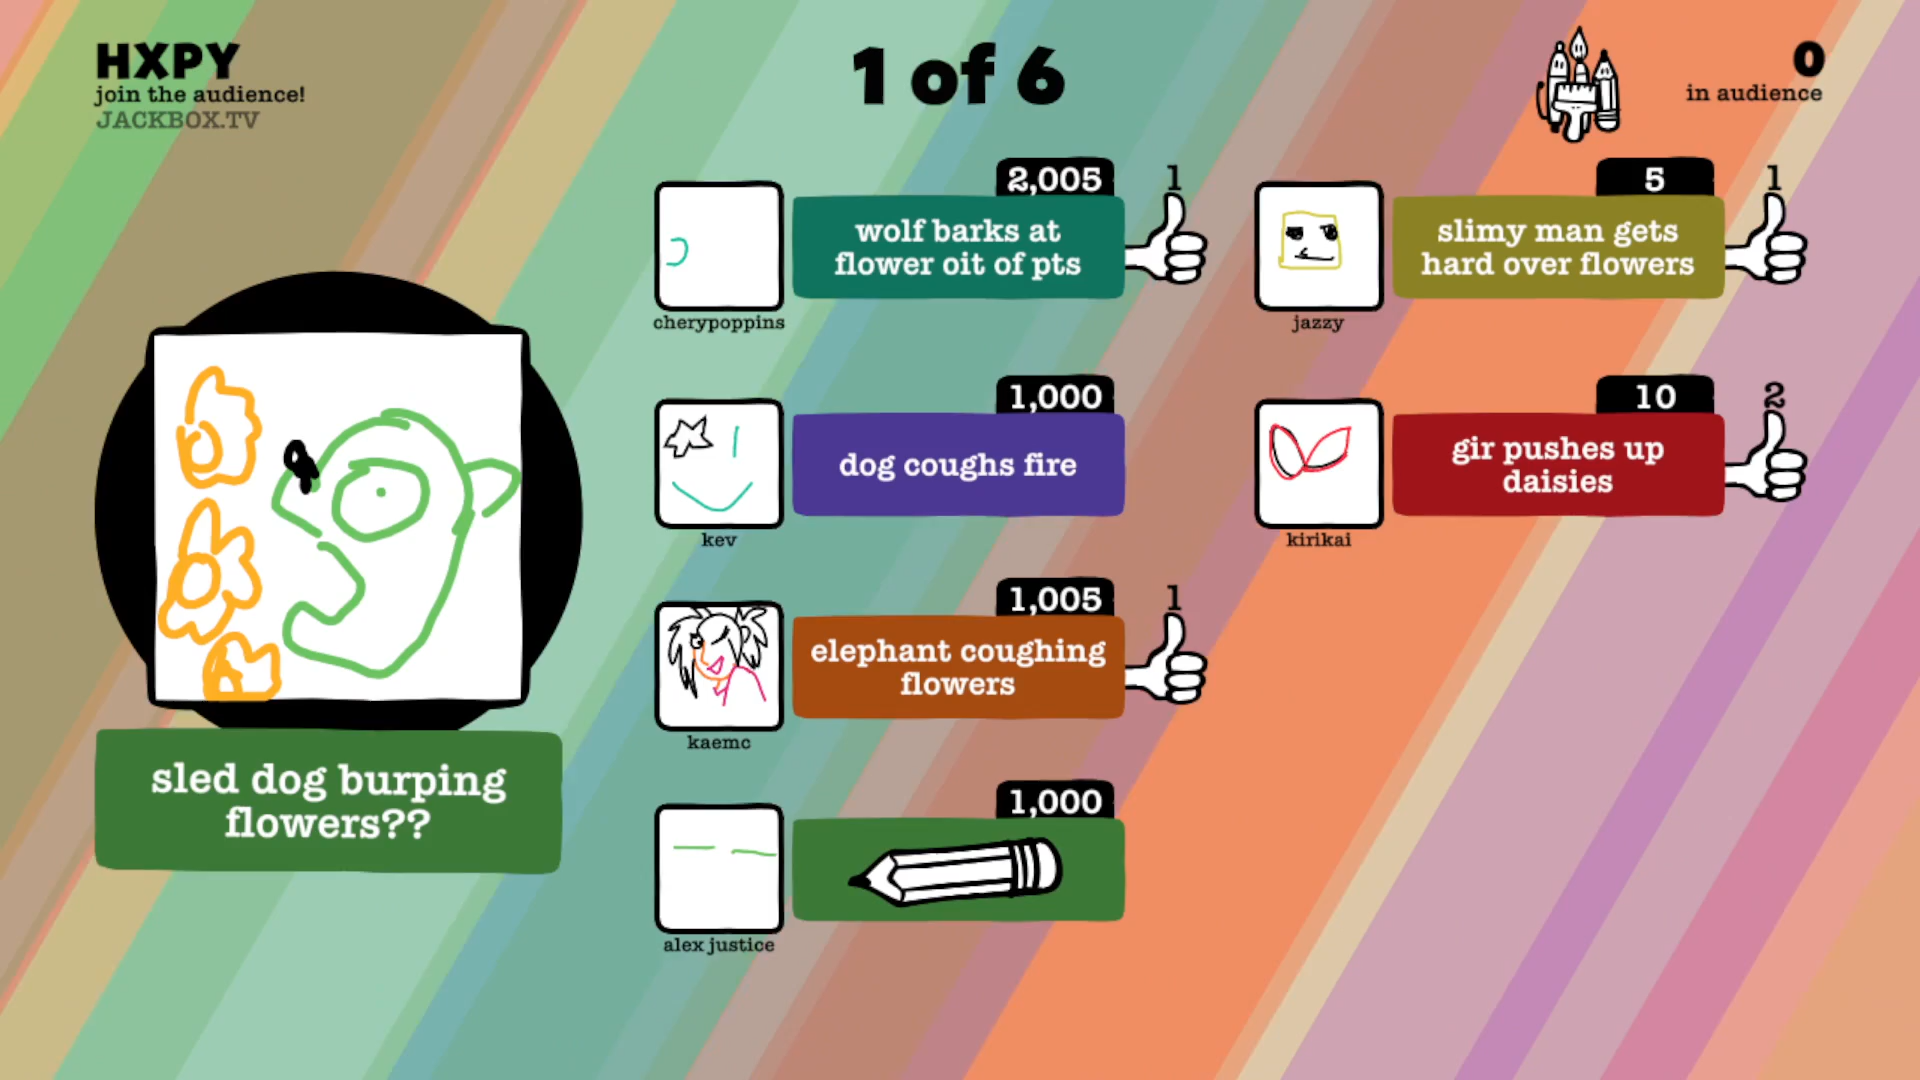 HXPY
join the audience!
JACKBOX.TV
1 of 6
0
in audience
sled dog burping
flowers??
2,005
1
wolf barks at
flower oit of pts
cherypoppins
1,000
dog coughs fire
kev
1,005
1
elephant coughing
flowers
kaemc
1,000
alex justice
5
1
slimy man gets
hard over flowers
jazzy
10
2
gir pushes up
daisies
kirikai